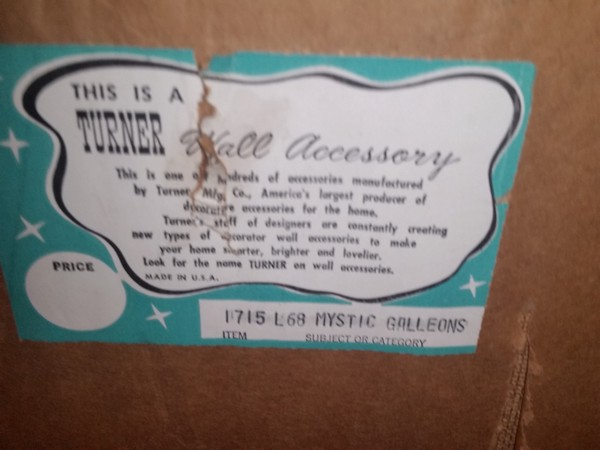 THIS IS A
TURNER Wall Accessory
This is one of hundreds of accessories manufactured
by Turner Mfg. Co., America's largest producer of
decorative accessories for the home.
Turner's staff of designers are constantly creating
new types of decorator wall accessories to make
your home smarter, brighter and lovelier.
Look for the name TURNER on wall accessories.
MADE IN U.S.A.
PRICE
1715 L68 MYSTIC GALLEONS
ITEM SUBJECT OR CATEGORY